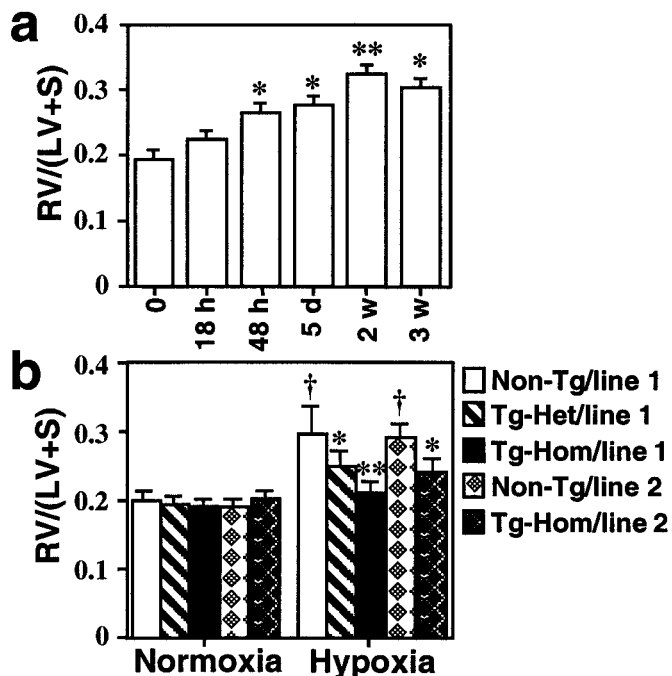 a
RV/(LV+S)
0.4
0.3
0.2
0.1
0
*
*
**
*
0
18 h
48 h
5 d
2 w
3 w
b
RV/(LV+S)
0.4
0.3
0.2
0.1
0
†
*
**
†
*
Normoxia
Hypoxia
Non-Tg/line 1
Tg-Het/line 1
Tg-Hom/line 1
Non-Tg/line 2
Tg-Hom/line 2